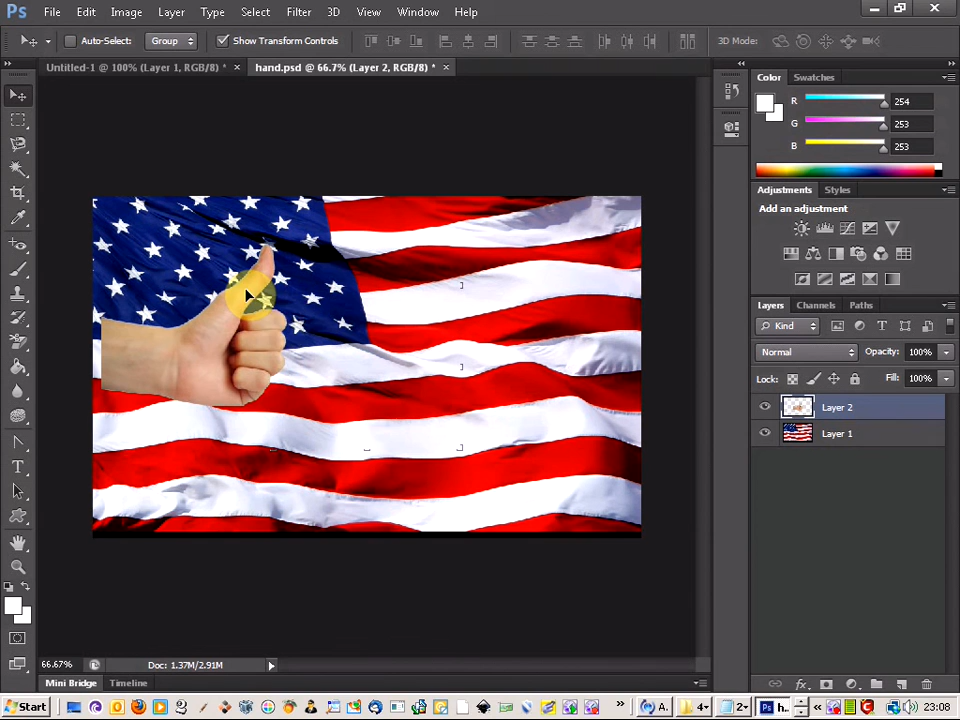 Ps File Edit Image Layer Type Select Filter 3D View Window Help
Auto-Select: Group Show Transform Controls 3D Mode:
Untitled-1 @ 100% (Layer 1, RGB/8) * × hand.psd @ 66.7% (Layer 2, RGB/8) * ×
Color Swatches
R 254
G 253
B 253
Adjustments Styles
Add an adjustment
Layers Channels Paths
Kind
Normal Opacity: 100%
Lock: Fill: 100%
Layer 2
Layer 1
66.67% Doc: 1.37M/2.91M
Mini Bridge Timeline
Start A. 4 2 Ps h. « 23:08